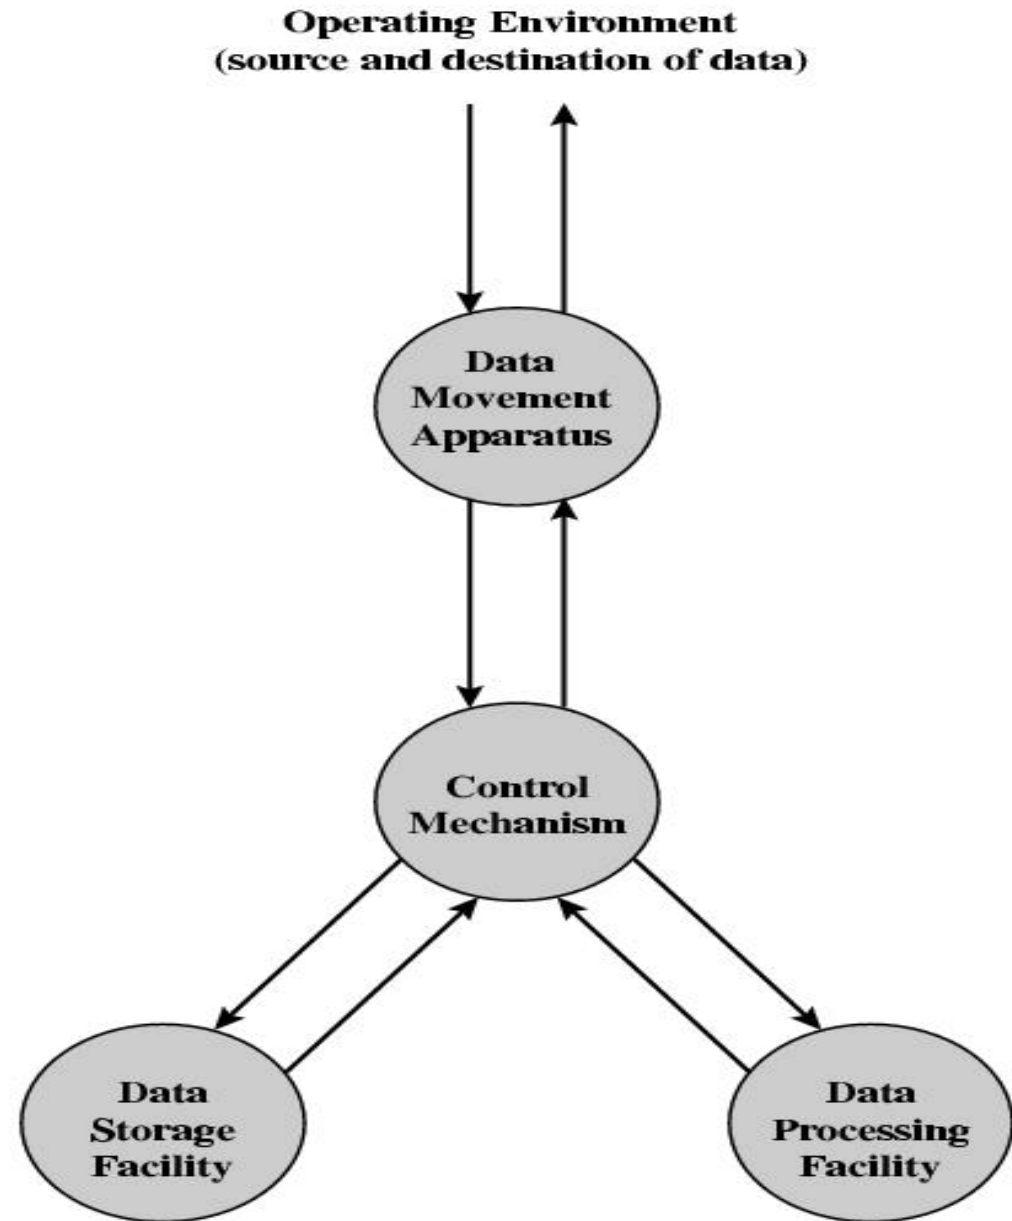 Operating Environment
(source and destination of data)
Data
Movement
Apparatus
Control
Mechanism
Data
Storage
Facility
Data
Processing
Facility